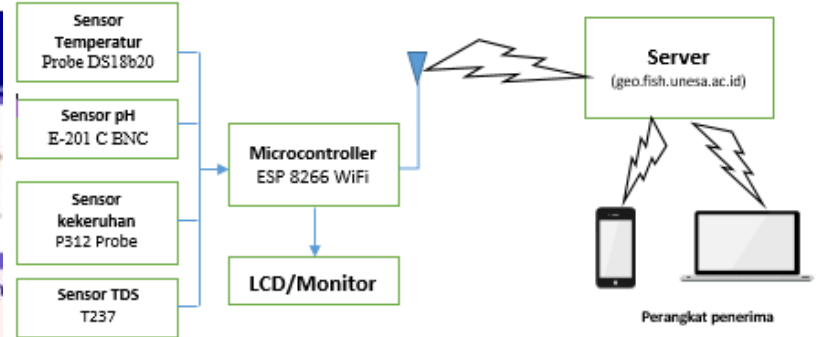 Sensor
Temperatur
Probe DS18b20
Sensor pH
E-201 C BNC
Sensor
kekeruhan
P312 Probe
Sensor TDS
T237
Microcontroller
ESP 8266 WiFi
LCD/Monitor
Server
(geo.fish.unesa.ac.id)
Perangkat penerima